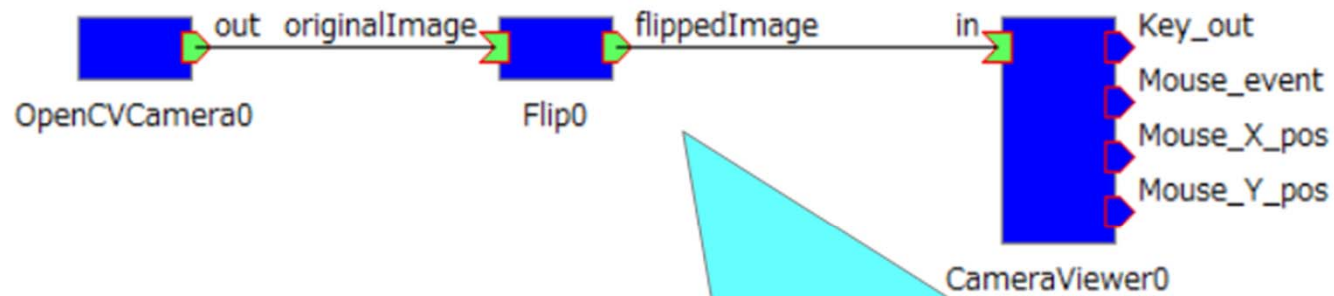 out originalImage flippedImage in Key_out
Mouse_event
OpenCVCamera0 Flip0
Mouse_X_pos
Mouse_Y_pos
CameraViewer0